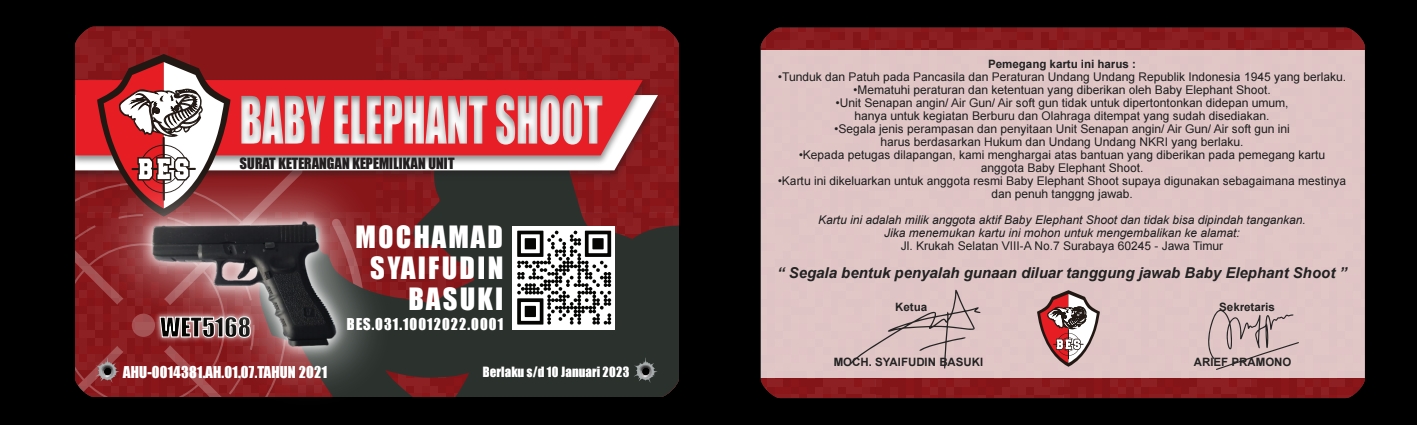 BABY ELEPHANT SHOOT
BES
SURAT KETERANGAN KEPEMILIKAN UNIT
MOCHAMAD
SYAIFUDIN
BASUKI
BES.031.10012022.0001
WET5168
AHU-0014381.AH.01.07.TAHUN 2021
Berlaku s/d 10 Januari 2023
Pemegang kartu ini harus :
•Tunduk dan Patuh pada Pancasila dan Peraturan Undang Undang Republik Indonesia 1945 yang berlaku.
•Mematuhi peraturan dan ketentuan yang diberikan oleh Baby Elephant Shoot.
•Unit Senapan angin/ Air Gun/ Air soft gun tidak untuk dipertontonkan didepan umum,
hanya untuk kegiatan Berburu dan Olahraga ditempat yang sudah disediakan.
•Segala jenis perampasan dan penyitaan Unit Senapan angin/ Air Gun/ Air soft gun ini
harus berdasarkan Hukum dan Undang Undang NKRI yang berlaku.
•Kepada petugas dilapangan, kami menghargai atas bantuan yang diberikan pada pemegang kartu
anggota Baby Elephant Shoot.
•Kartu ini dikeluarkan untuk anggota resmi Baby Elephant Shoot supaya digunakan sebagaimana mestinya
dan penuh tanggng jawab.
Kartu ini adalah milik anggota aktif Baby Elephant Shoot dan tidak bisa dipindah tangankan.
Jika menemukan kartu ini mohon untuk mengembalikan ke alamat:
Jl. Krukah Selatan VIII-A No.7 Surabaya 60245 - Jawa Timur
“ Segala bentuk penyalah gunaan diluar tanggung jawab Baby Elephant Shoot ”
Ketua
Sekretaris
BES
MOCH. SYAIFUDIN BASUKI
ARIEF PRAMONO